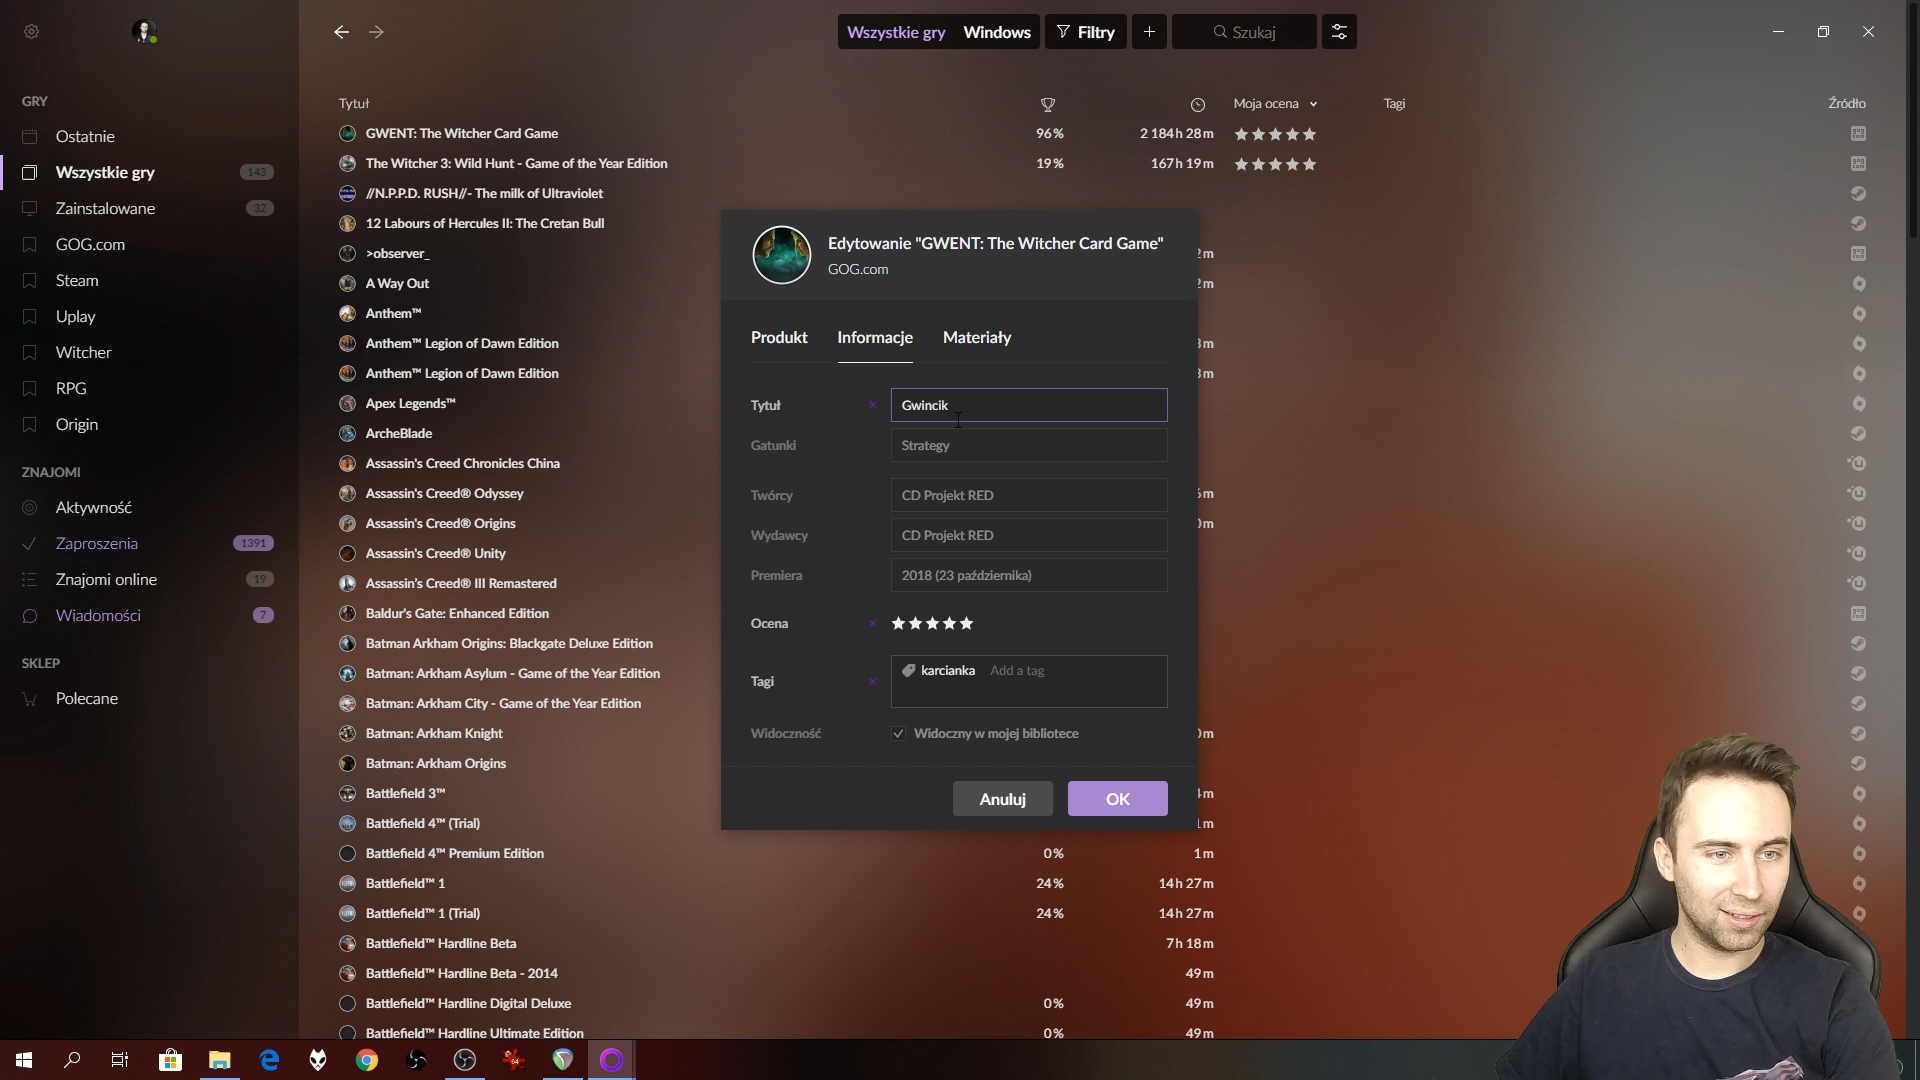 Wszystkie gry Windows Filtry Szukaj
GRY
Ostatnie
Wszystkie gry 143
Zainstalowane 32
GOG.com
Steam
Uplay
Witcher
RPG
Origin
ZNAJOMI
Aktywność
Zaproszenia 1391
Znajomi online 19
Wiadomości 7
SKLEP
Polecane
Tytuł Moja ocena Tagi Źródło
GWENT: The Witcher Card Game 96% 2 184h 28m
The Witcher 3: Wild Hunt - Game of the Year Edition 19% 167h 19m
//N.P.P.D. RUSH//- The milk of Ultraviolet
12 Labours of Hercules II: The Cretan Bull
>observer_
A Way Out
Anthem™
Anthem™ Legion of Dawn Edition
Anthem™ Legion of Dawn Edition
Apex Legends™
ArcheBlade
Assassin's Creed Chronicles China
Assassin's Creed® Odyssey
Assassin's Creed® Origins
Assassin's Creed® Unity
Assassin's Creed® III Remastered
Baldur's Gate: Enhanced Edition
Batman Arkham Origins: Blackgate Deluxe Edition
Batman: Arkham Asylum - Game of the Year Edition
Batman: Arkham City - Game of the Year Edition
Batman: Arkham Knight
Batman: Arkham Origins
Battlefield 3™
Battlefield 4™ (Trial)
Battlefield 4™ Premium Edition 0% 1m
Battlefield™ 1 24% 14h 27m
Battlefield™ 1 (Trial) 24% 14h 27m
Battlefield™ Hardline Beta 7h 18m
Battlefield™ Hardline Beta - 2014 49m
Battlefield™ Hardline Digital Deluxe 0% 49m
Battlefield™ Hardline Ultimate Edition 0% 49m
Edytowanie "GWENT: The Witcher Card Game"
GOG.com
Produkt Informacje Materiały
Tytuł Gwincik
Gatunki Strategy
Twórcy CD Projekt RED
Wydawcy CD Projekt RED
Premiera 2018 (23 października)
Ocena
Tagi karcianka Add a tag
Widoczność Widoczny w mojej bibliotece
Anuluj OK